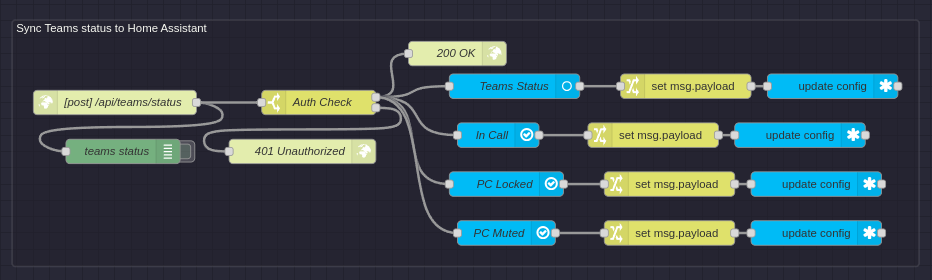 Sync Teams status to Home Assistant
200 OK
Teams Status
set msg.payload
update config
[post] /api/teams/status
Auth Check
In Call
set msg.payload
update config
teams status
401 Unauthorized
PC Locked
set msg.payload
update config
PC Muted
set msg.payload
update config